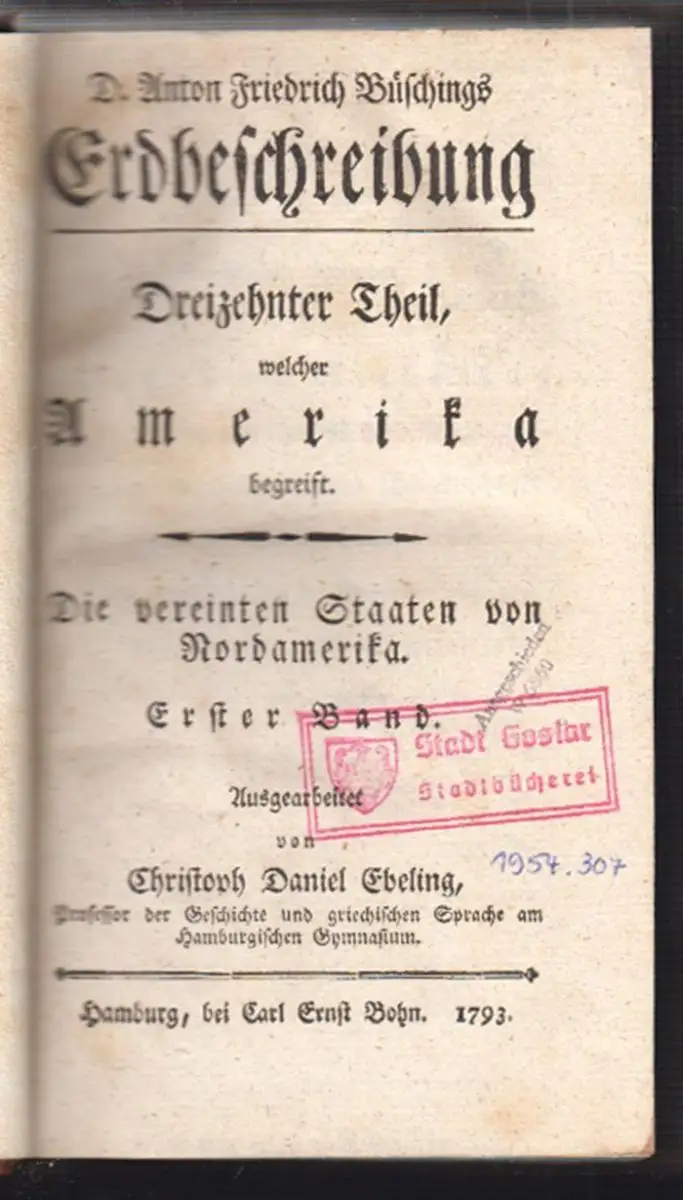 D. Anton Friedrich Büschings
Erdbeschreibung
Dreizehnter Theil,
welcher
Amerika
begreift.
Die vereinten Staaten von
Nordamerika.
Erster Band.
Ausgeschieden
Stadt Goslar
Stadtbücherei
Ausgearbeitet
von
1954.307
Christoph Daniel Ebeling,
Professor der Geschichte und griechischen Sprache am
Hamburgischen Gymnasium.
Hamburg, bei Carl Ernst Bohn. 1793.